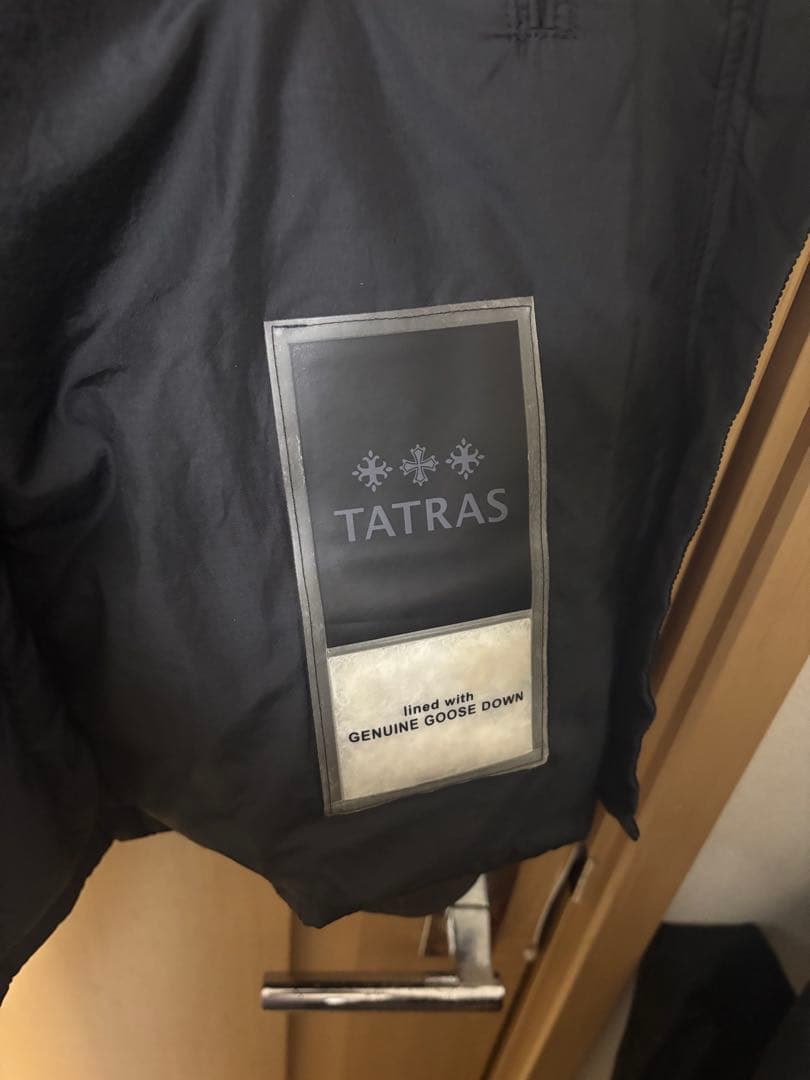 TATRAS
lined with
GENUINE GOOSE DOWN